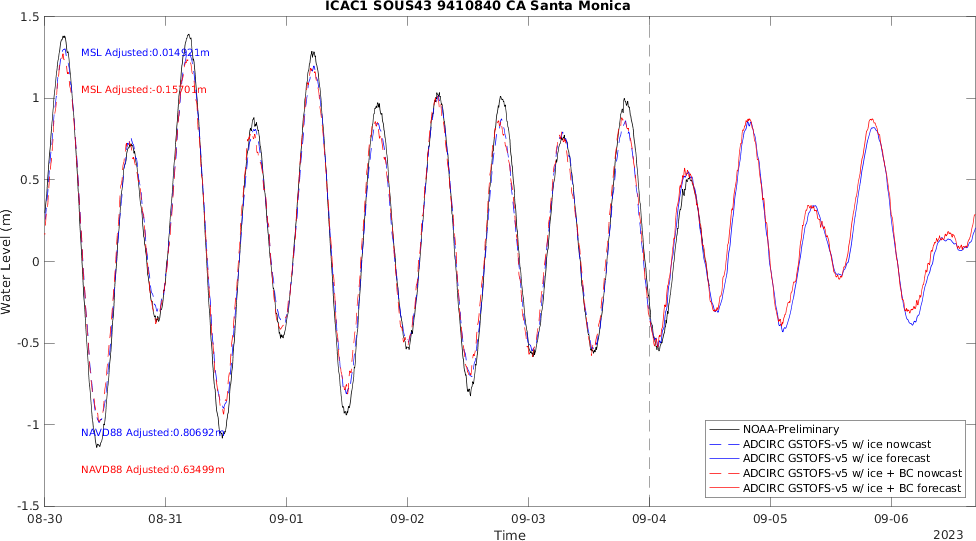 ICAC1 SOUS43 9410840 CA Santa Monica
1.5
1
0.5
0
-0.5
-1
-1.5
Water Level (m)
MSL Adjusted:0.014921m
MSL Adjusted:-0.15701m
NAVD88 Adjusted:0.80692m
NAVD88 Adjusted:0.63499m
NOAA-Preliminary
ADCIRC GSTOFS-v5 w/ ice nowcast
ADCIRC GSTOFS-v5 w/ ice forecast
ADCIRC GSTOFS-v5 w/ ice + BC nowcast
ADCIRC GSTOFS-v5 w/ ice + BC forecast
08-30 08-31 09-01 09-02 09-03 09-04 09-05 09-06
Time
2023